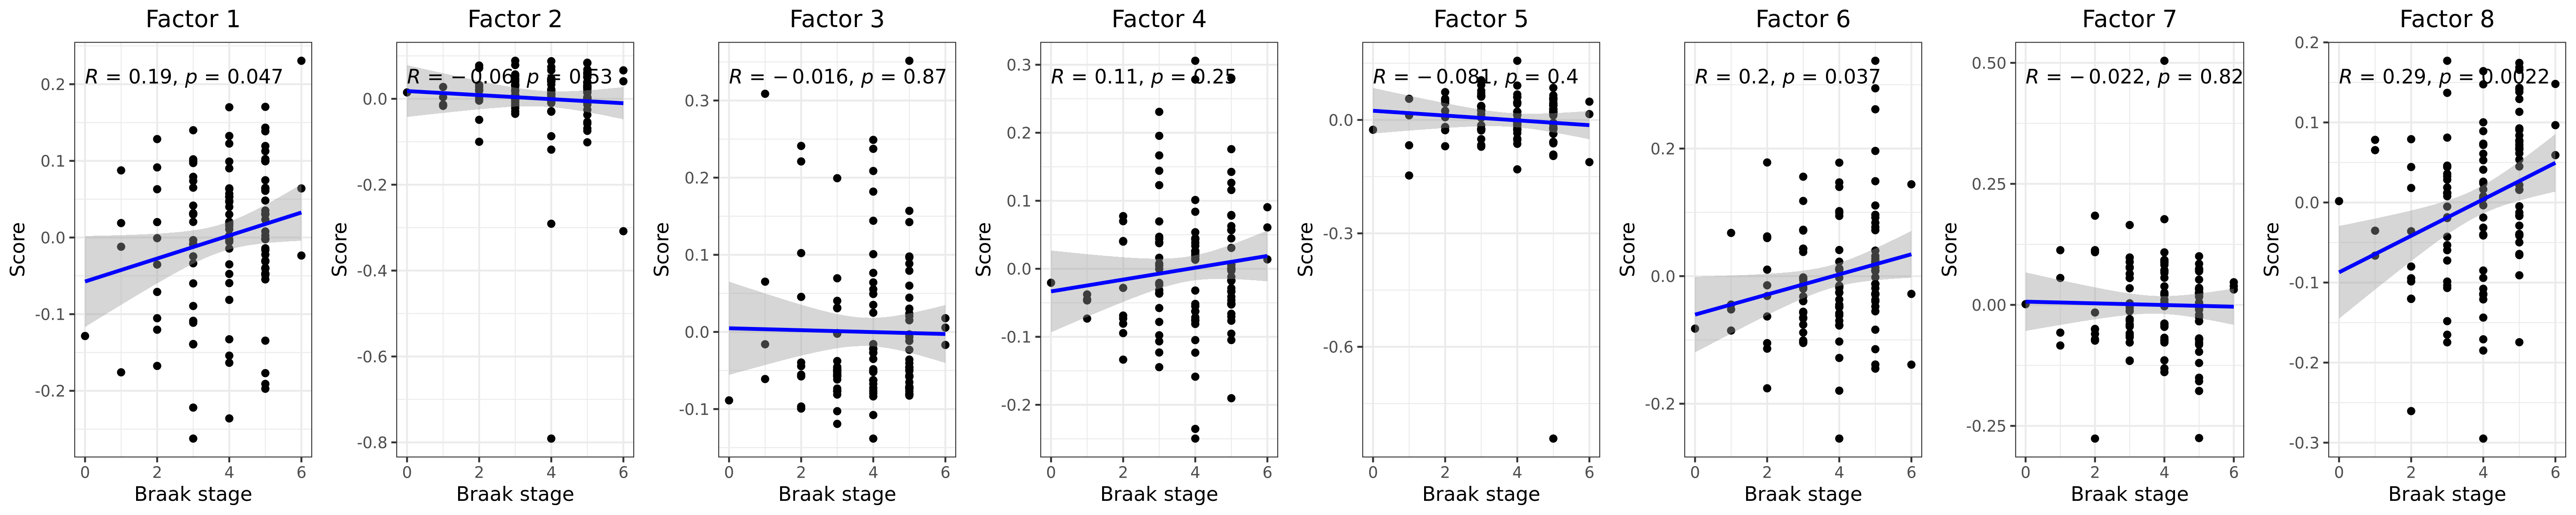 Factor 1
Factor 2
Factor 3
Factor 4
Factor 5
Factor 6
Factor 7
Factor 8
R = 0.19, p = 0.047
R = −0.06, p = 0.53
R = −0.016, p = 0.87
R = 0.11, p = 0.25
R = −0.081, p = 0.4
R = 0.2, p = 0.037
R = −0.022, p = 0.82
R = 0.29, p = 0.0022
Score
0.2
0.1
0.0
-0.1
-0.2
0 2 4 6
Braak stage
Score
0.0
-0.2
-0.4
-0.6
-0.8
0 2 4 6
Braak stage
Score
0.3
0.2
0.1
0.0
-0.1
0 2 4 6
Braak stage
Score
0.3
0.2
0.1
0.0
-0.1
-0.2
0 2 4 6
Braak stage
Score
0.0
-0.3
-0.6
0 2 4 6
Braak stage
Score
0.2
0.0
-0.2
0 2 4 6
Braak stage
Score
0.50
0.25
0.00
-0.25
0 2 4 6
Braak stage
Score
0.2
0.1
0.0
-0.1
-0.2
-0.3
0 2 4 6
Braak stage